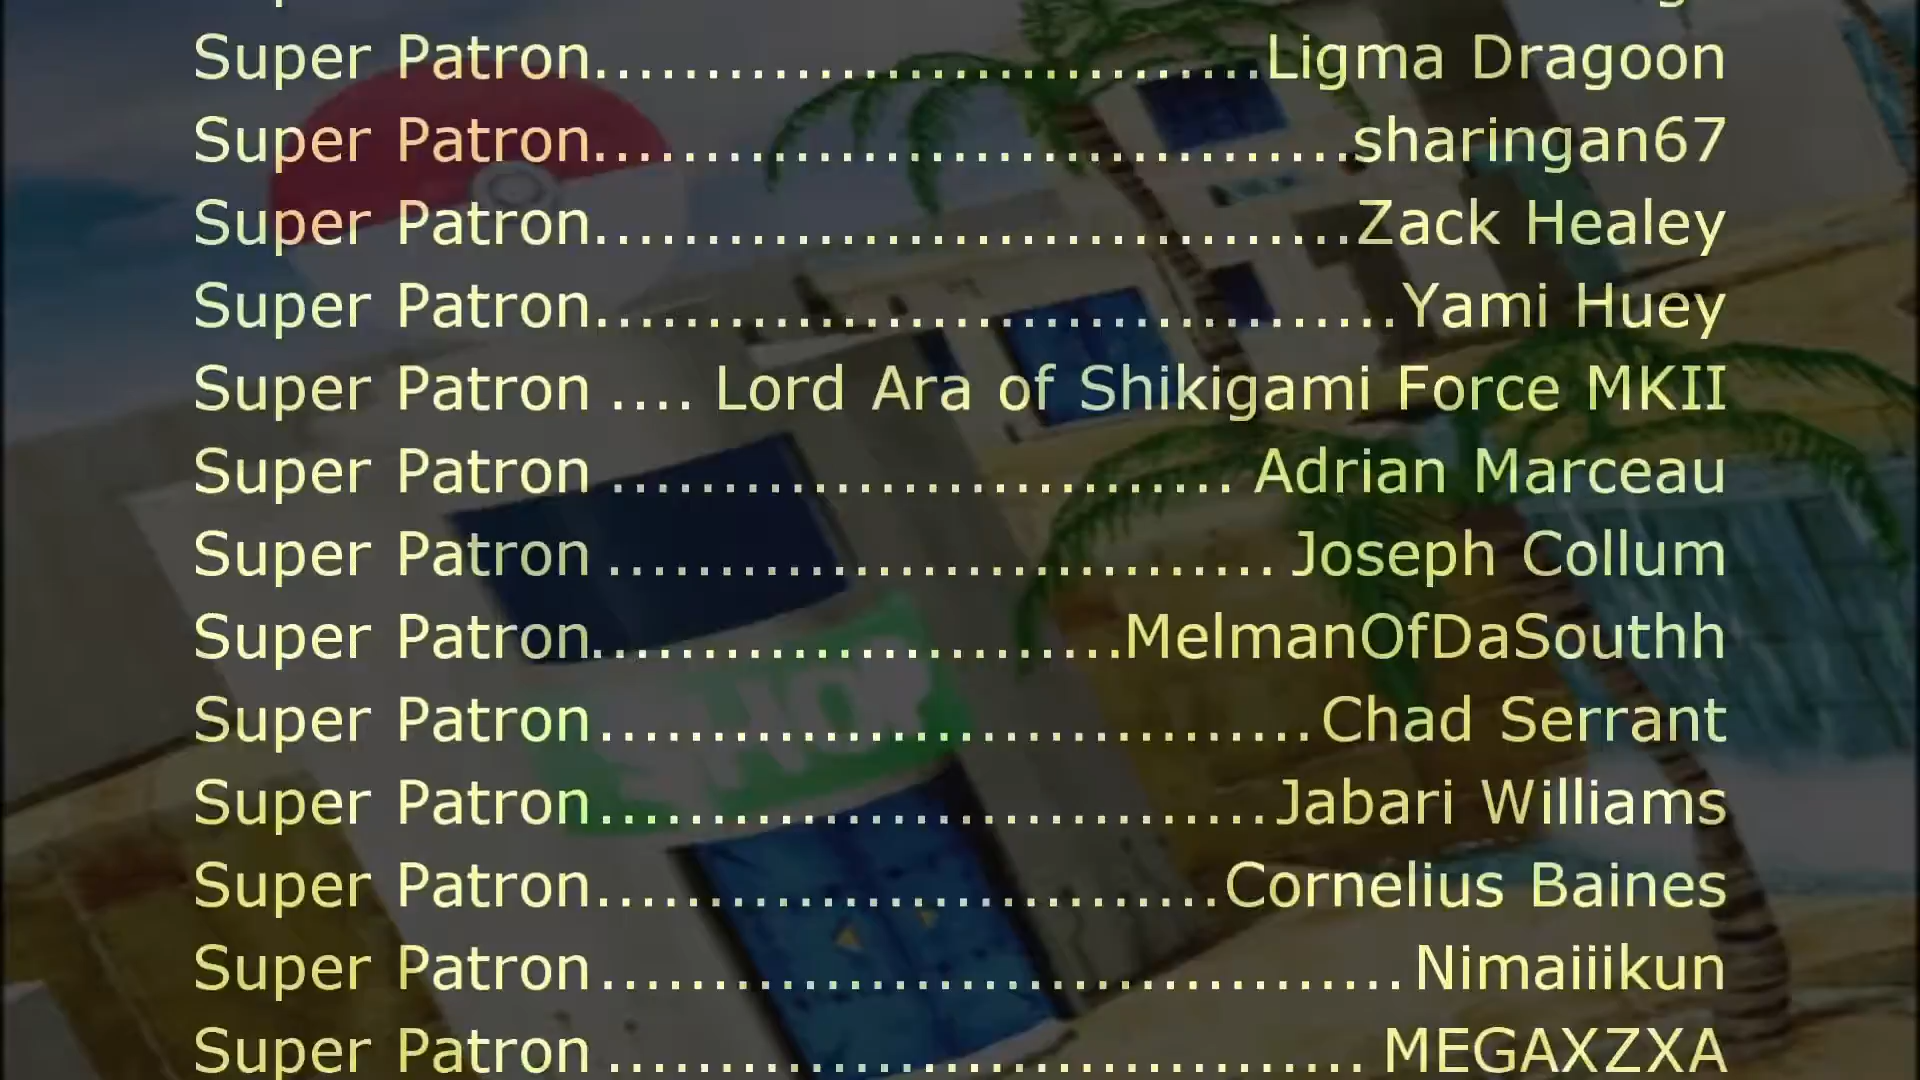 Super Patron..............................Ligma Dragoon
Super Patron..................................sharingan67
Super Patron..................................Zack Healey
Super Patron....................................Yami Huey
Super Patron .... Lord Ara of Shikigami Force MKII
Super Patron ........................... Adrian Marceau
Super Patron ............................. Joseph Collum
Super Patron........................MelmanOfDaSouthh
Super Patron................................Chad Serrant
Super Patron..............................Jabari Williams
Super Patron............................Cornelius Baines
Super Patron....................................Nimaiiikun
Super Patron .................................. MEGAXZXA
SHOP